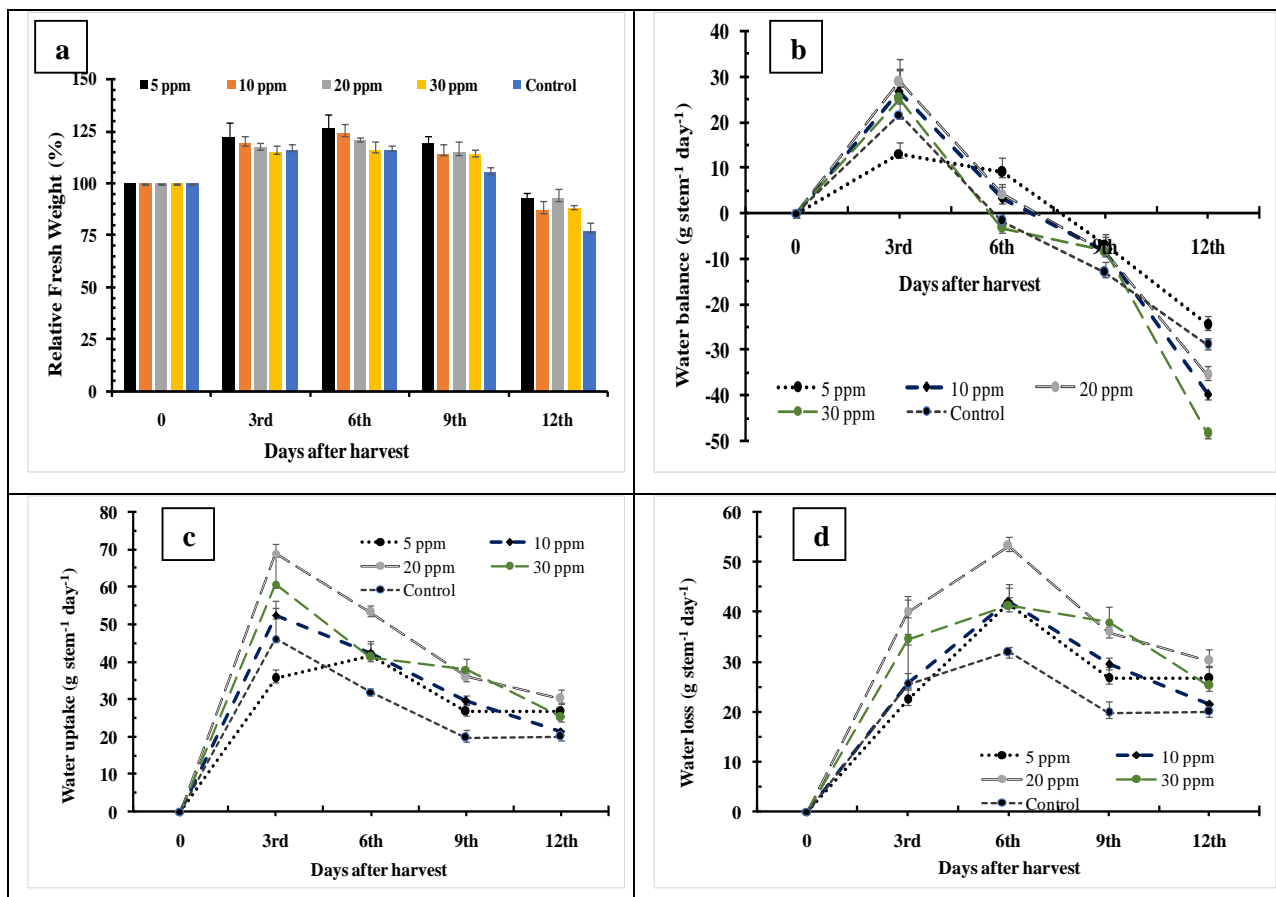 a
150
5 ppm 10 ppm 20 ppm 30 ppm Control
125
100
75
50
25
0
Relative Fresh Weight (%)
0 3rd 6th 9th 12th
Days after harvest
b
40
30
20
10
0
-10
-20
-30
-40
-50
Water balance (g stem-1 day-1)
0 3rd 6th 9th 12th
Days after harvest
5 ppm 10 ppm 20 ppm
30 ppm Control
c
80
70
60
50
40
30
20
10
0
Water uptake (g stem-1 day-1)
5 ppm 10 ppm
20 ppm 30 ppm
Control
0 3rd 6th 9th 12th
Days after harvest
d
60
50
40
30
20
10
0
Water loss (g stem-1 day-1)
5 ppm 10 ppm
20 ppm 30 ppm
Control
0 3rd 6th 9th 12th
Days after harvest